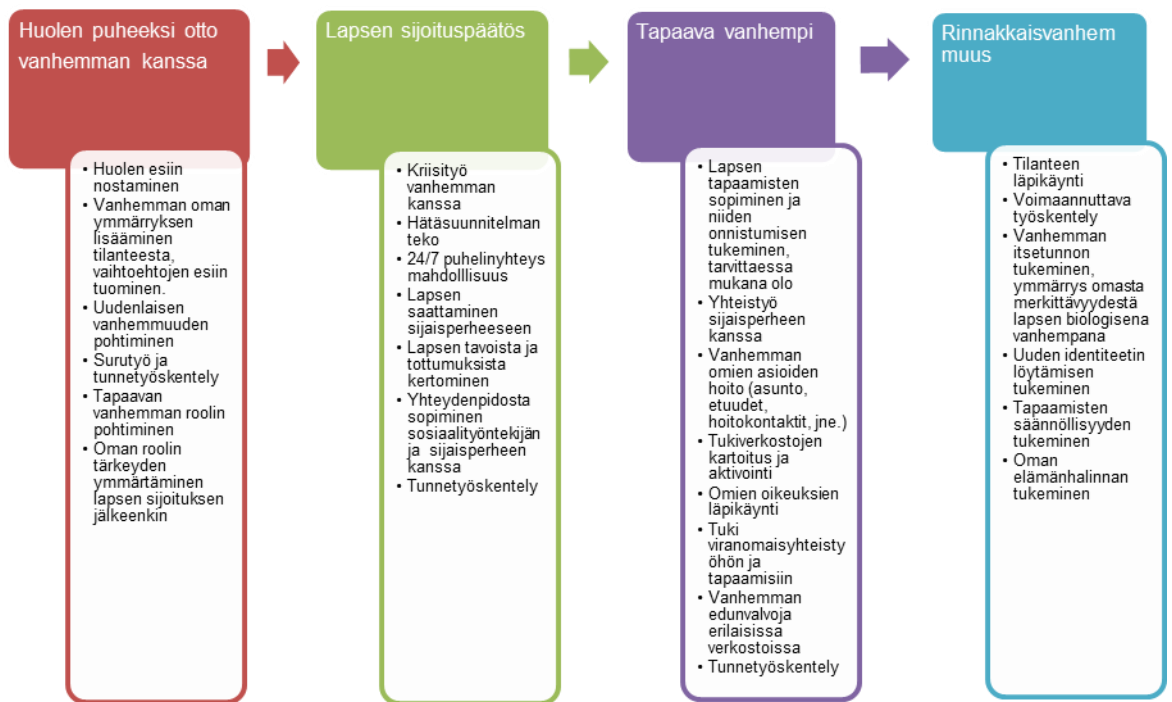 Huolen puheeksi otto
vanhemman kanssa
• Huolen esiin
nostaminen
• Vanhemman oman
ymmärryksen
lisääminen
tilanteesta,
vaihtoehtojen esiin
tuominen.
• Uudenlaisen
vanhemmuuden
pohtiminen
• Surutyö ja
tunnetyöskentely
• Tapaavan
vanhemman roolin
pohtiminen
• Oman roolin
tärkeyden
ymmärtäminen
lapsen sijoituksen
jälkeenkin
Lapsen sijoituspäätös
• Kriisityö
vanhemman
kanssa
• Hätäsuunnitelman
teko
• 24/7 puhelinyhteys
mahdolllisuus
• Lapsen
saattaminen
sijaisperheeseen
• Lapsen tavoista ja
tottumuksista
kertominen
• Yhteydenpidosta
sopiminen
sosiaalityöntekijän
ja sijaisperheen
kanssa
• Tunnetyöskentely
Tapaava vanhempi
• Lapsen
tapaamisten
sopiminen ja
niiden
onnistumisen
tukeminen,
tarvittaessa
mukana olo
• Yhteistyö
sijaisperheen
kanssa
• Vanhemman
omien asioiden
hoito (asunto,
etuudet,
hoitokontaktit, jne.)
• Tukiverkostojen
kartoitus ja
aktivointi
• Omien oikeuksien
läpikäynti
• Tuki
viranomaisyhteisty
öhön ja
tapaamisiin
• Vanhemman
edunvalvoja
erilaisissa
verkostoissa
• Tunnetyöskentely
Rinnakkaisvanhem
muus
• Tilanteen
läpikäynti
• Voimaannuttava
työskentely
• Vanhemman
itsetunnon
tukeminen,
ymmärrys omasta
merkittävyydestä
lapsen biologisena
vanhempana
• Uuden identiteetin
löytämisen
tukeminen
• Tapaamisten
säännöllisyyden
tukeminen
• Oman
elämänhallinnan
tukeminen